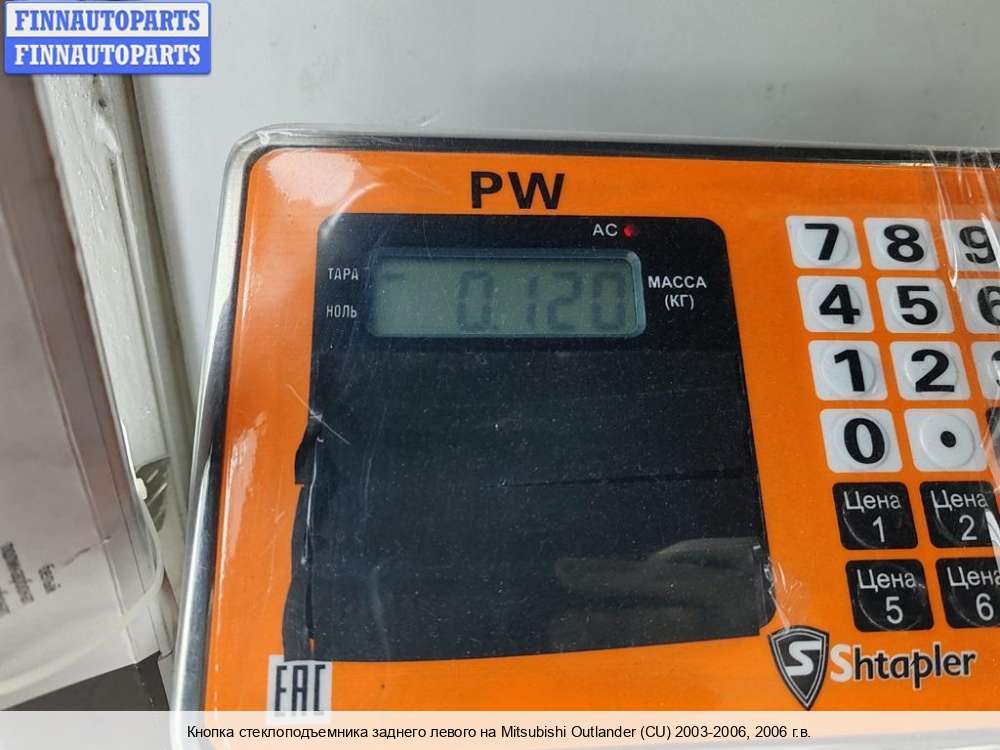 FINNAUTOPARTS
FINNAUTOPARTS
PW
AC
ТАРА
НОЛЬ
0.120
МАССА
(КГ)
7 8 9
4 5 6
1 2
0 •
Цена 1
Цена 2
Цена 5
Цена 6
Shtapler
EAC
Кнопка стеклоподъемника заднего левого на Mitsubishi Outlander (CU) 2003-2006, 2006 г.в.